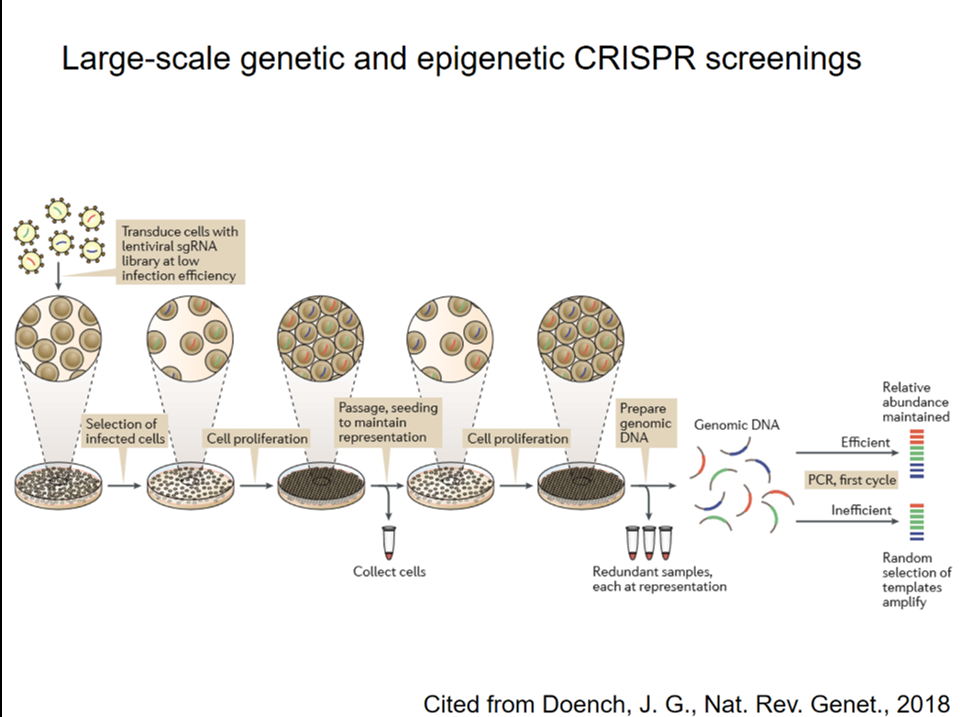 Large-scale genetic and epigenetic CRISPR screenings
Transduce cells with
lentiviral sgRNA
library at low
infection efficiency
Selection of
infected cells
Cell proliferation
Passage, seeding
to maintain
representation
Cell proliferation
Prepare
genomic
DNA
Genomic DNA
Collect cells
Redundant samples,
each at representation
Efficient
PCR, first cycle
Inefficient
Relative
abundance
maintained
Random
selection of
templates
amplify
Cited from Doench, J. G., Nat. Rev. Genet., 2018